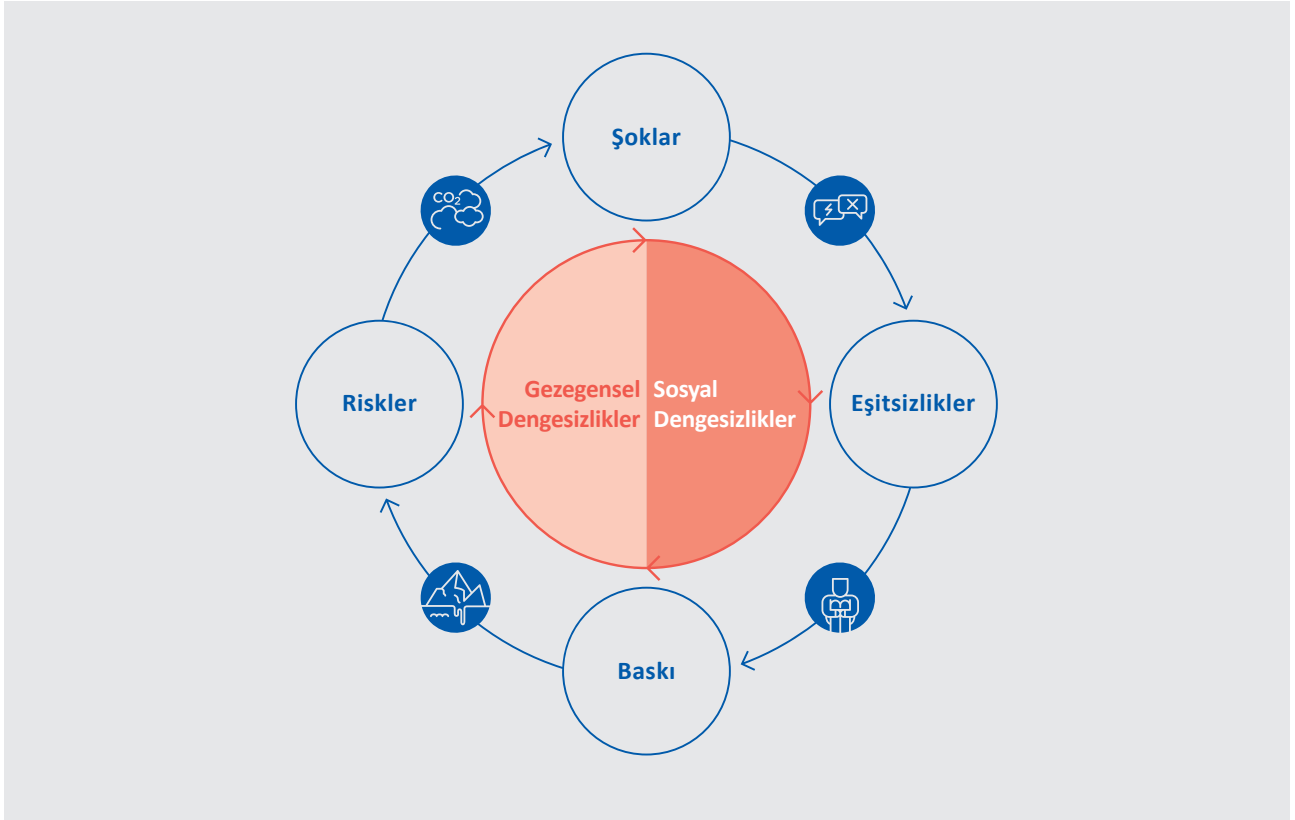 Şoklar
CO₂
Riskler
Gezegensel
Dengesizlikler
Sosyal
Dengesizlikler
Eşitsizlikler
Baskı